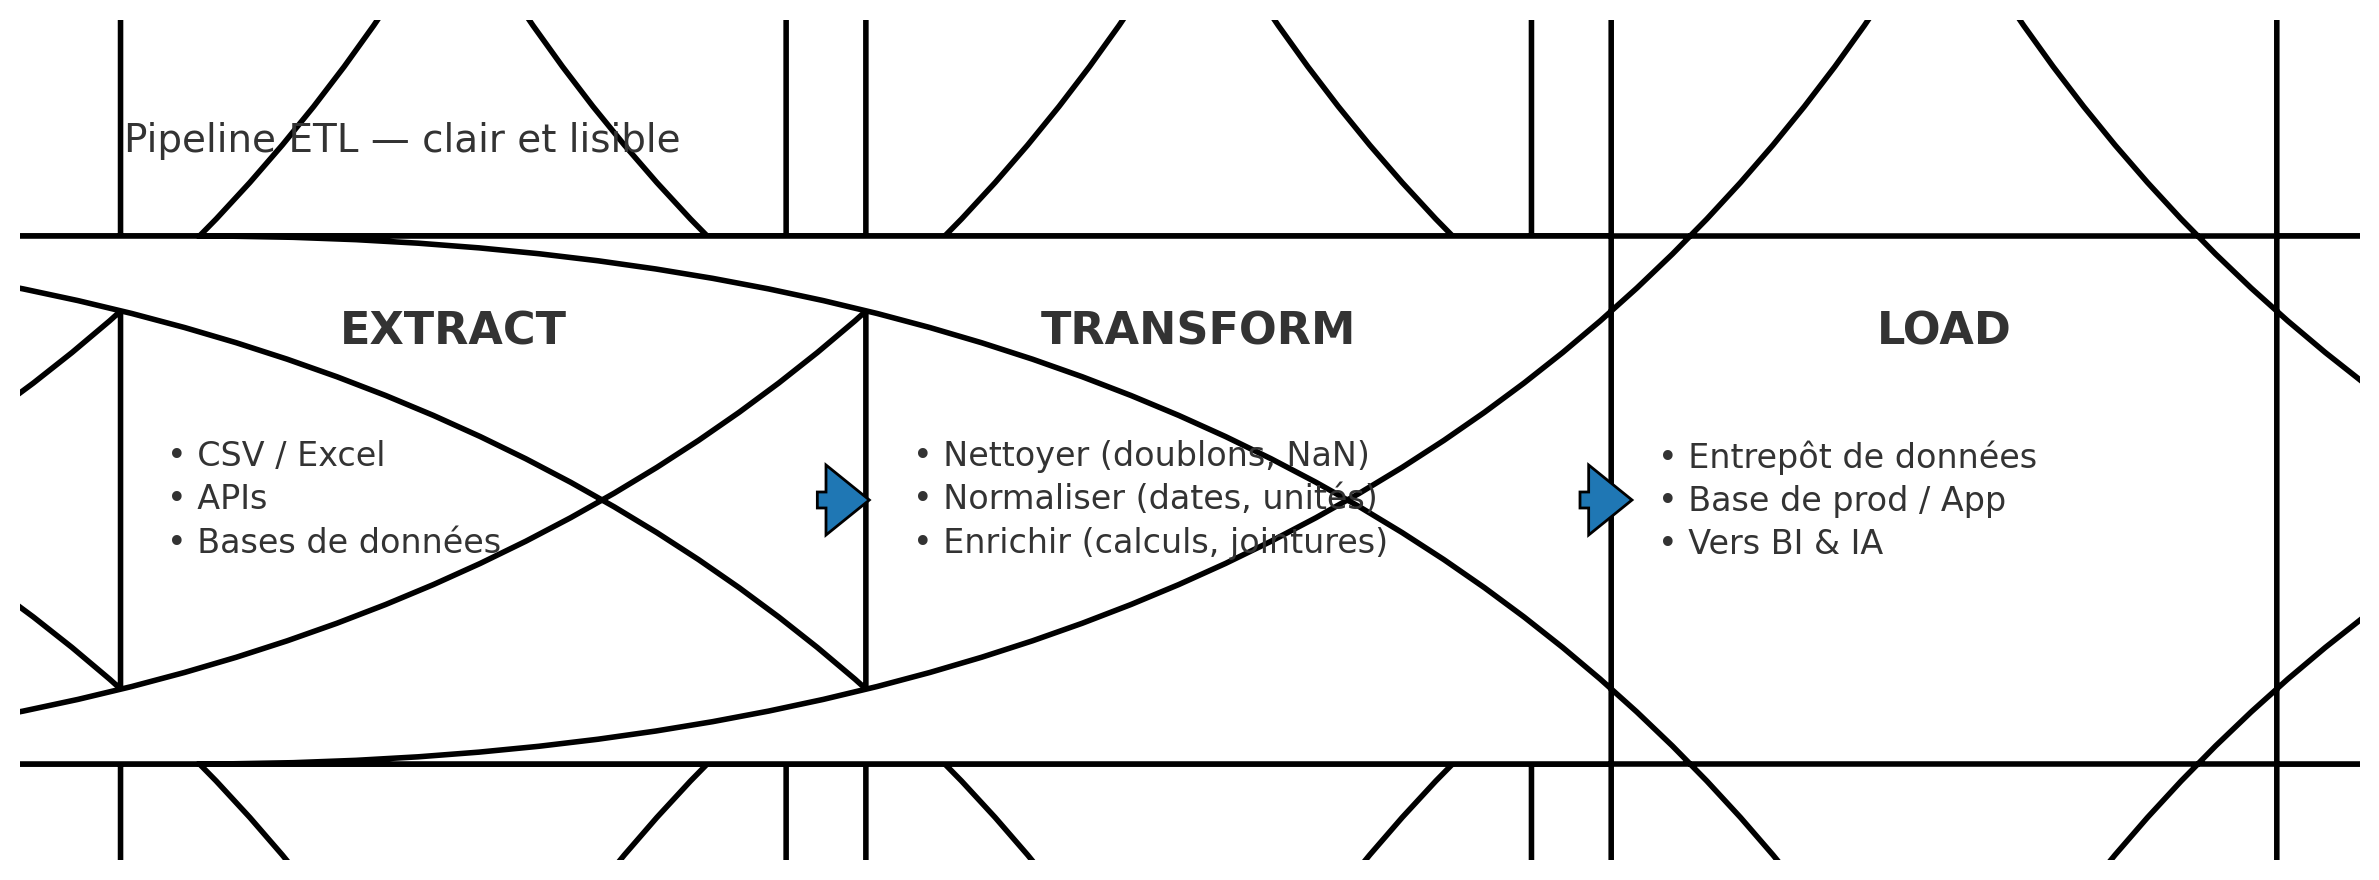 Pipeline ETL — clair et lisible
EXTRACT
• CSV / Excel
• APIs
• Bases de données
TRANSFORM
• Nettoyer (doublons, NaN)
• Normaliser (dates, unités)
• Enrichir (calculs, jointures)
LOAD
• Entrepôt de données
• Base de prod / App
• Vers BI & IA